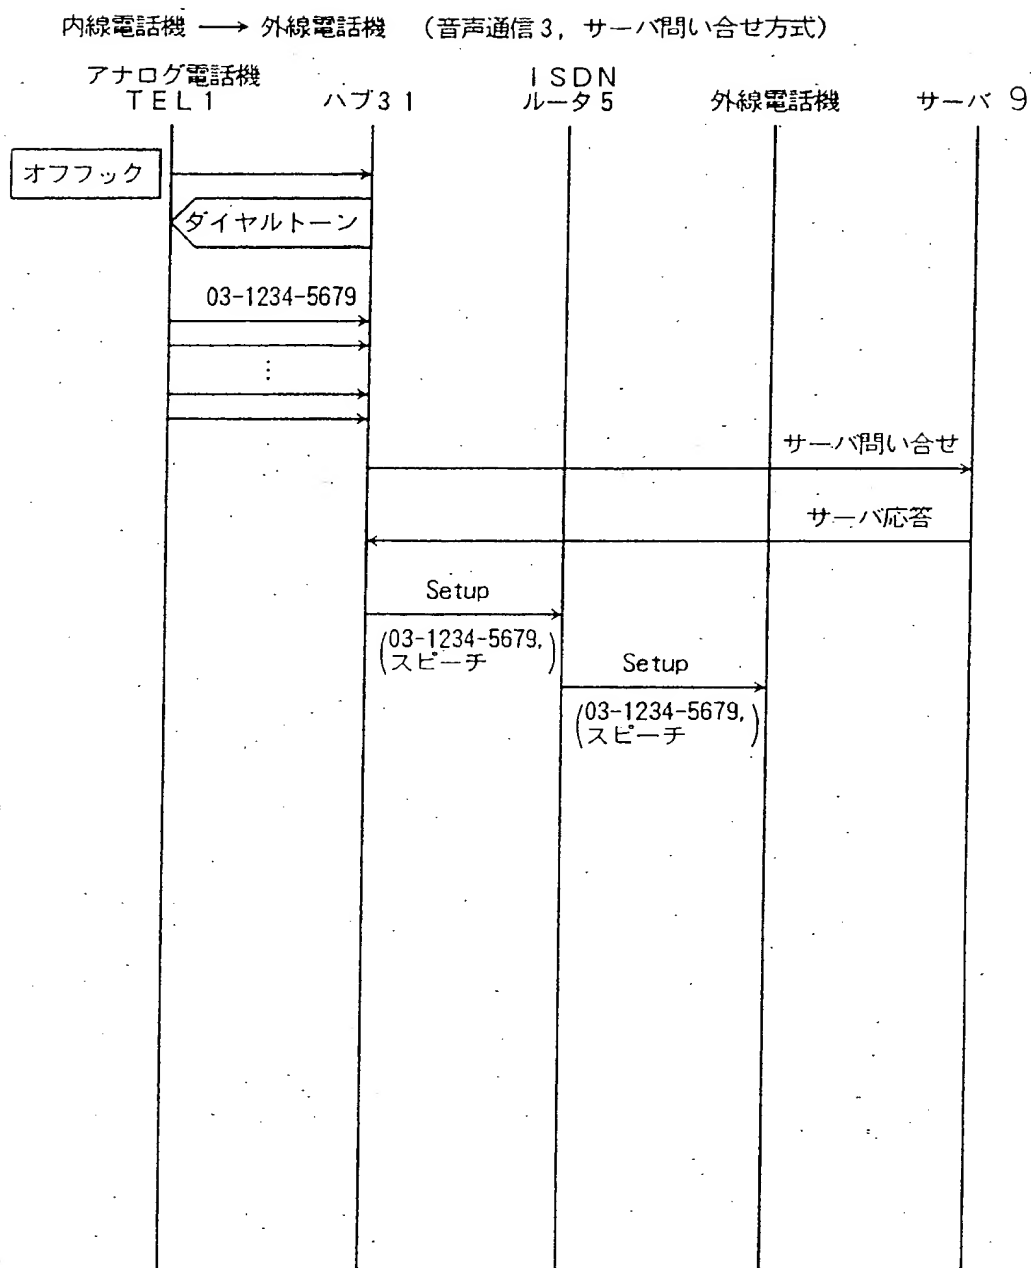 内線電話機 ⟶ 外線電話機 (音声通信3, サーバ問い合せ方式)
アナログ電話機
TEL1
ハブ31
ISDN
ルータ5
外線電話機
サーバ 9
オフフック
ダイヤルトーン
03-1234-5679
⋮
サーバ問い合せ
サーバ応答
Setup
(03-1234-5679,
スピーチ)
Setup
(03-1234-5679,
スピーチ)